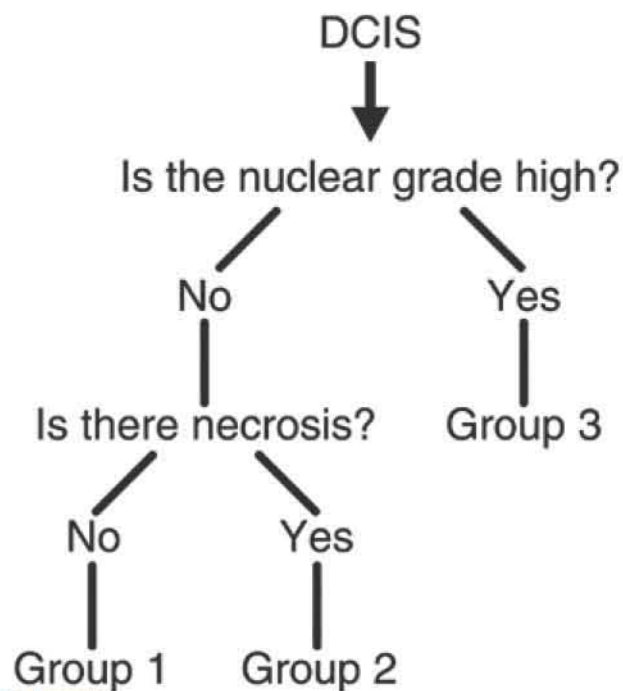 DCIS
Is the nuclear grade high?
No
Yes
Is there necrosis?
Group 3
No
Yes
Group 1
Group 2